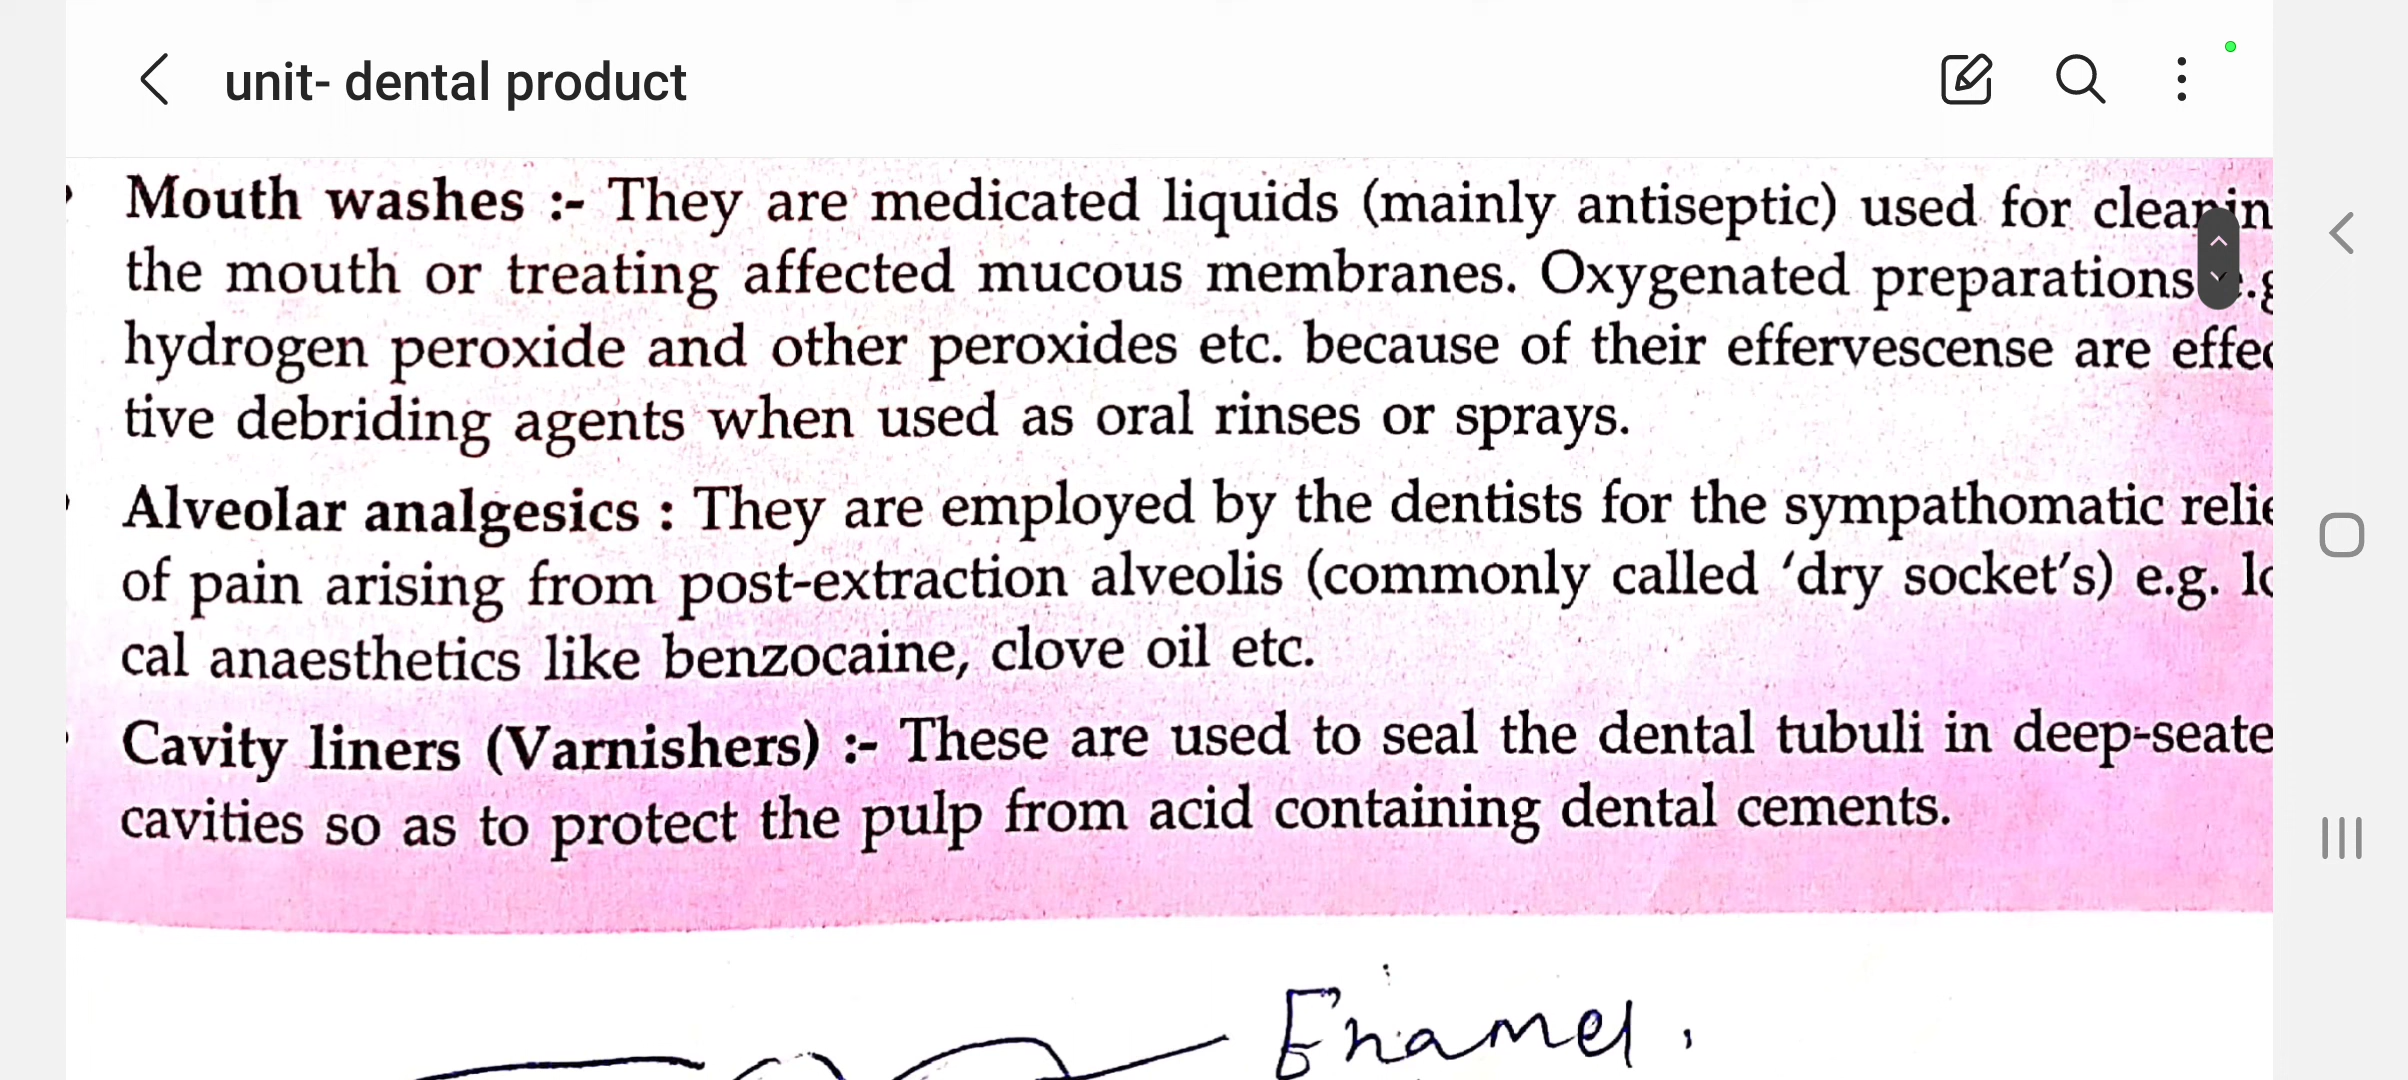 unit- dental product
Mouth washes :- They are medicated liquids (mainly antiseptic) used for cleanin
the mouth or treating affected mucous membranes. Oxygenated preparations e.g
hydrogen peroxide and other peroxides etc. because of their effervescense are effec
tive debriding agents when used as oral rinses or sprays.
Alveolar analgesics : They are employed by the dentists for the sympathomatic relie
of pain arising from post-extraction alveolis (commonly called 'dry socket's) e.g. lo
cal anaesthetics like benzocaine, clove oil etc.
Cavity liners (Varnishers) :- These are used to seal the dental tubuli in deep-seate
cavities so as to protect the pulp from acid containing dental cements.
Enamel